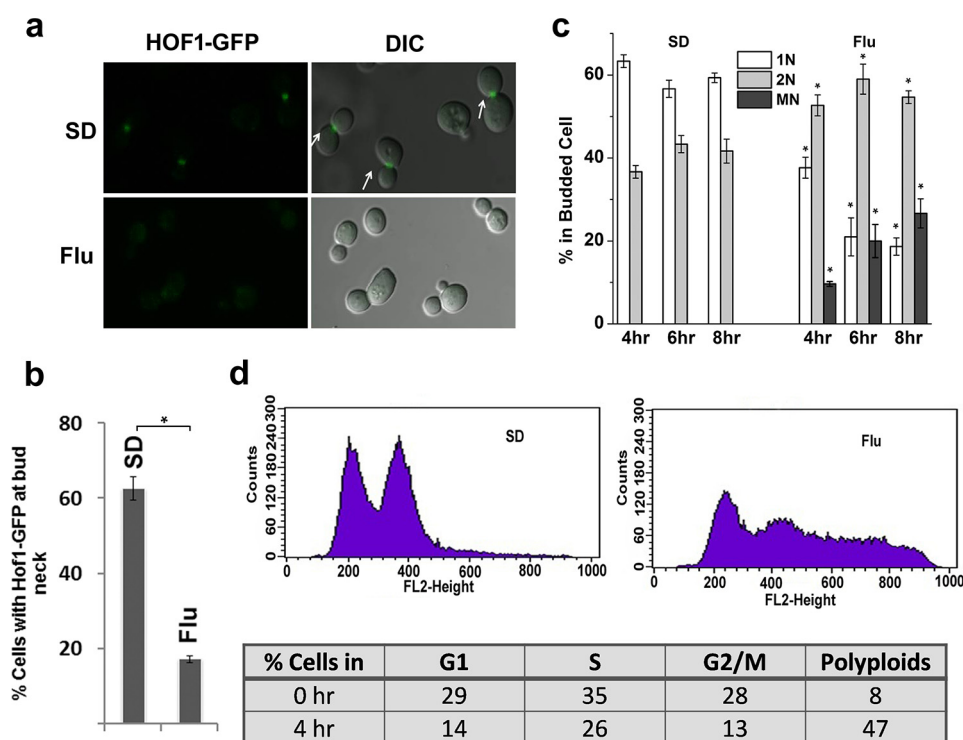 a
HOF1-GFP DIC
SD
Flu
c
SD Flu
1N
2N
MN
% in Budded Cell
60
40
20
0
* * * * * * * * *
4hr 6hr 8hr 4hr 6hr 8hr
b
% Cells with Hof1-GFP at bud neck
80
60
40
20
*
SD
Flu
d
SD
Counts
300
240
180
120
60
0
0 200 400 600 800 1000
FL2-Height
Flu
Counts
300
240
180
120
60
0
0 200 400 600 800 1000
FL2-Height
% Cells in G1 S G2/M Polyploids
0 hr 29 35 28 8
4 hr 14 26 13 47